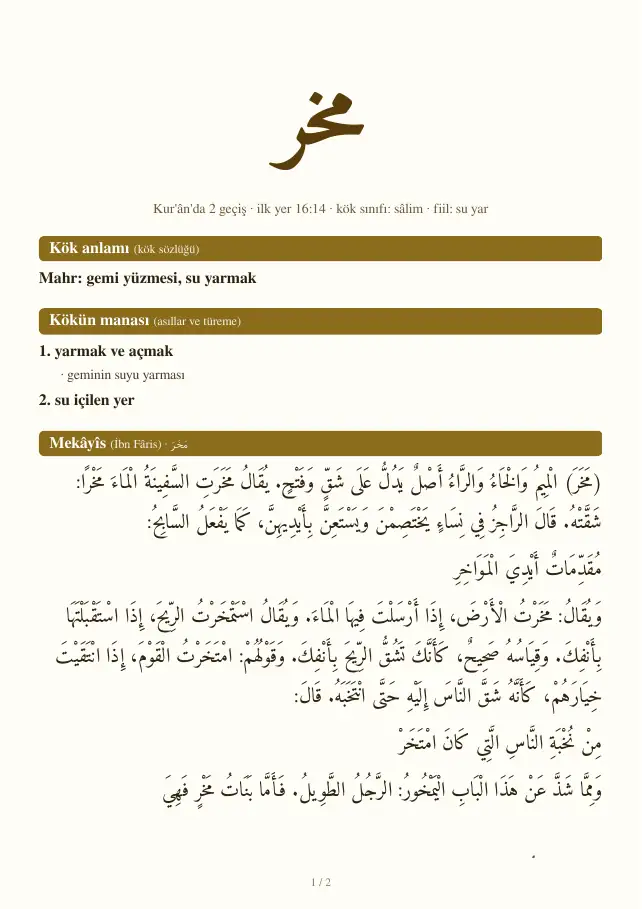 مخر
Kur'ân'da 2 geçiş · ilk yer 16:14 · kök sınıfı: sâlim · fiil: su yar
Kök anlamı (kök sözlüğü)
Mahr: gemi yüzmesi, su yarmak
Kökün manası (asıllar ve türeme)
1. yarmak ve açmak
· geminin suyu yarması
2. su içilen yer
Mekâyîs (İbn Fâris) · مَخَرَ
(مَخَرَ) الْمِيمُ وَالْخَاءُ وَالرَّاءُ أَصْلٌ يَدُلُّ عَلَى شَقٍّ وَفَتْحٍ. يُقَالُ مَخَرَتِ السَّفِينَةُ الْمَاءَ مَخْرًا:
شَقَّتْهُ. قَالَ الرَّاجِزُ فِي نِسَاءٍ يَخْتَصِمْنَ وَيَسْتَعِنَّ بِأَيْدِيهِنَّ، كَمَا يَفْعَلُ السَّابِحُ:
مُقَدِّمَاتٌ أَيْدِيَ الْمَوَاخِرِ
وَيُقَالُ: مَخَرْتُ الْأَرْضَ، إِذَا أَرْسَلْتَ فِيهَا الْمَاءَ. وَيُقَالُ اسْتَمْخَرْتُ الرِّيحَ، إِذَا اسْتَقْبَلْتَهَا
بِأَنْفِكَ. وَقِيَاسُهُ صَحِيحٌ، كَأَنَّكَ تَشُقُّ الرِّيحَ بِأَنْفِكَ. وَقَوْلُهُمْ: امْتَخَرْتُ الْقَوْمَ، إِذَا انْتَقَيْتَ
خِيَارَهُمْ، كَأَنَّهُ شَقَّ النَّاسَ إِلَيْهِ حَتَّى انْتَخَبَهُ. قَالَ:
مِنْ نُخْبَةِ النَّاسِ الَّتِي كَانَ امْتَخَرْ
وَمِمَّا شَذَّ عَنْ هَذَا الْبَابِ الْيَمْخُورُ: الرَّجُلُ الطَّوِيلُ. فَأَمَّا بَنَاتُ مَخْرٍ فَهِيَ
1 / 2